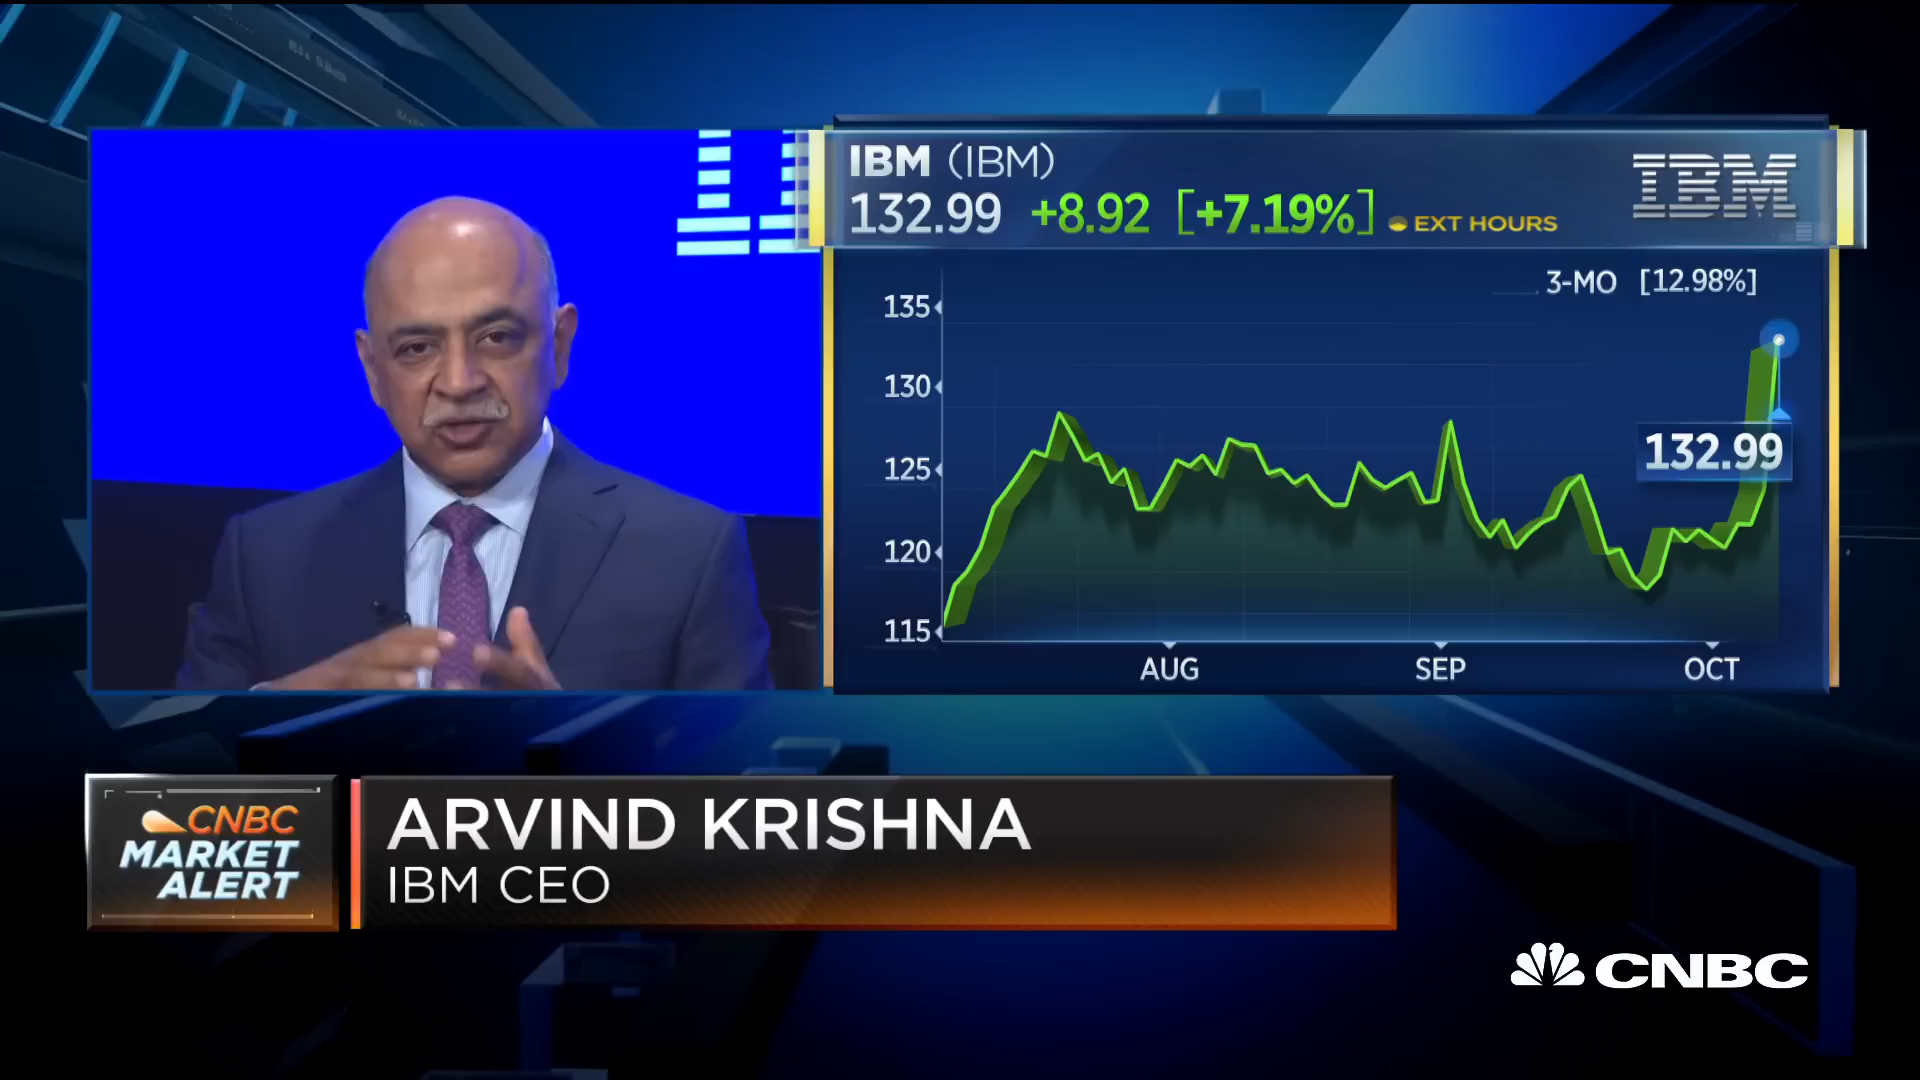 IBM (IBM)
132.99 +8.92 [+7.19%] EXT HOURS
IBM
3-MO [12.98%]
135
130
125
120
115
132.99
AUG SEP OCT
CNBC
MARKET
ALERT
ARVIND KRISHNA
IBM CEO
CNBC